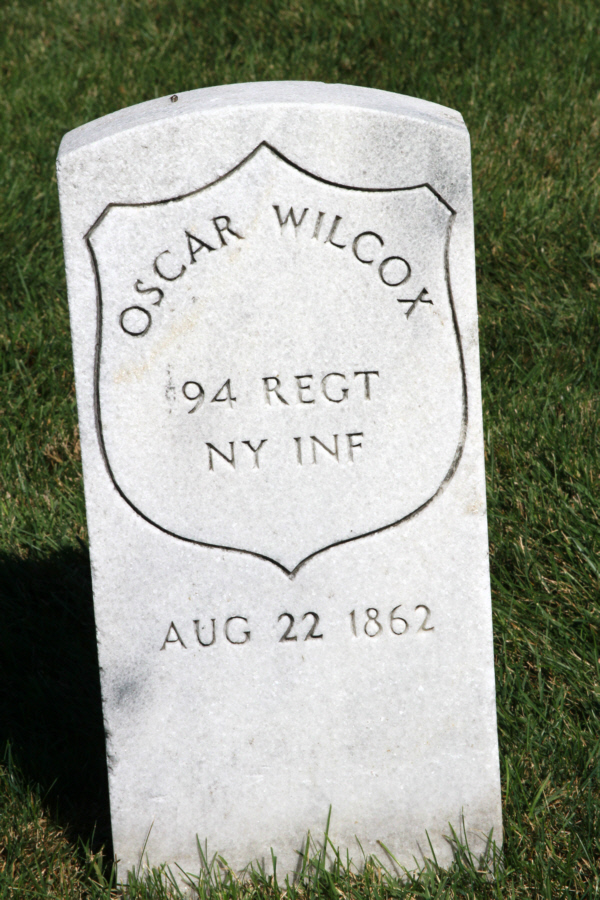 OSCAR WILCOX
94 REGT
NY INF
AUG 22 1862